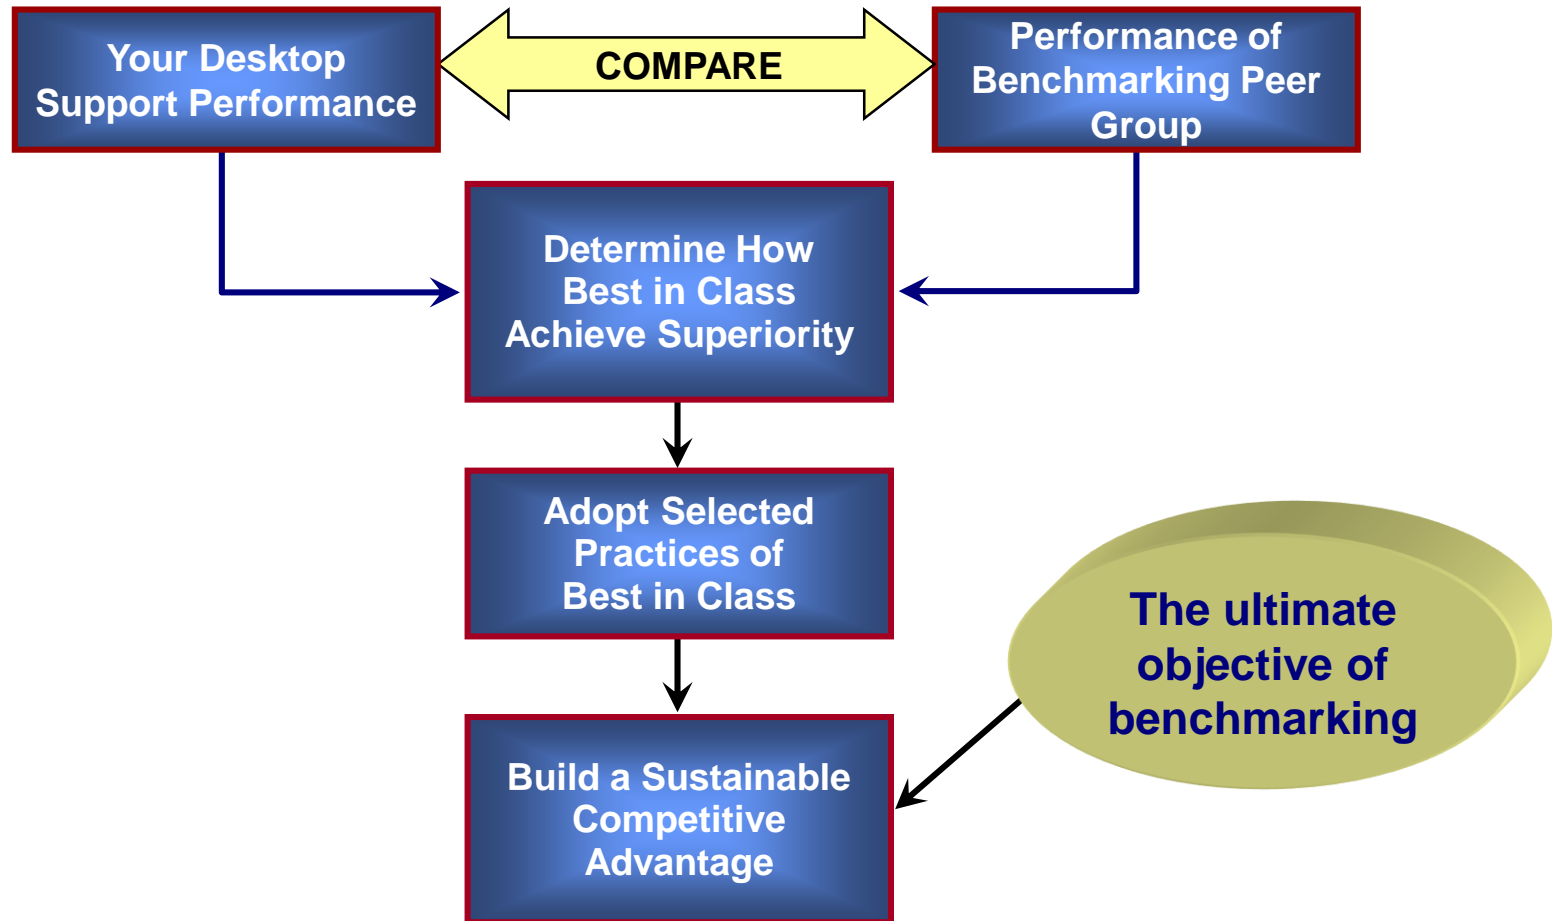 Your Desktop
Support Performance
COMPARE
Performance of
Benchmarking Peer
Group
Determine How
Best in Class
Achieve Superiority
Adopt Selected
Practices of
Best in Class
The ultimate
objective of
benchmarking
Build a Sustainable
Competitive
Advantage